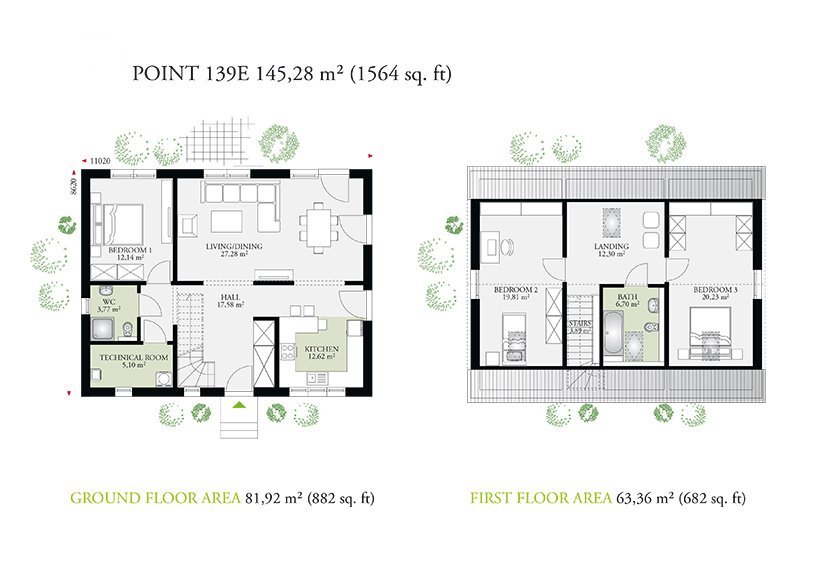 POINT 139E 145,28 m² (1564 sq. ft)
11020
8620
BEDROOM 1
12,14 m²
LIVING/DINING
27,28 m²
WC
3,77 m²
HALL
17,58 m²
TECHNICAL ROOM
5,10 m²
KITCHEN
12,62 m²
LANDING
12,30 m²
BEDROOM 2
19,81 m²
BATH
6,70 m²
BEDROOM 3
20,23 m²
STAIRS
3,89 m²
GROUND FLOOR AREA 81,92 m² (882 sq. ft)
FIRST FLOOR AREA 63,36 m² (682 sq. ft)